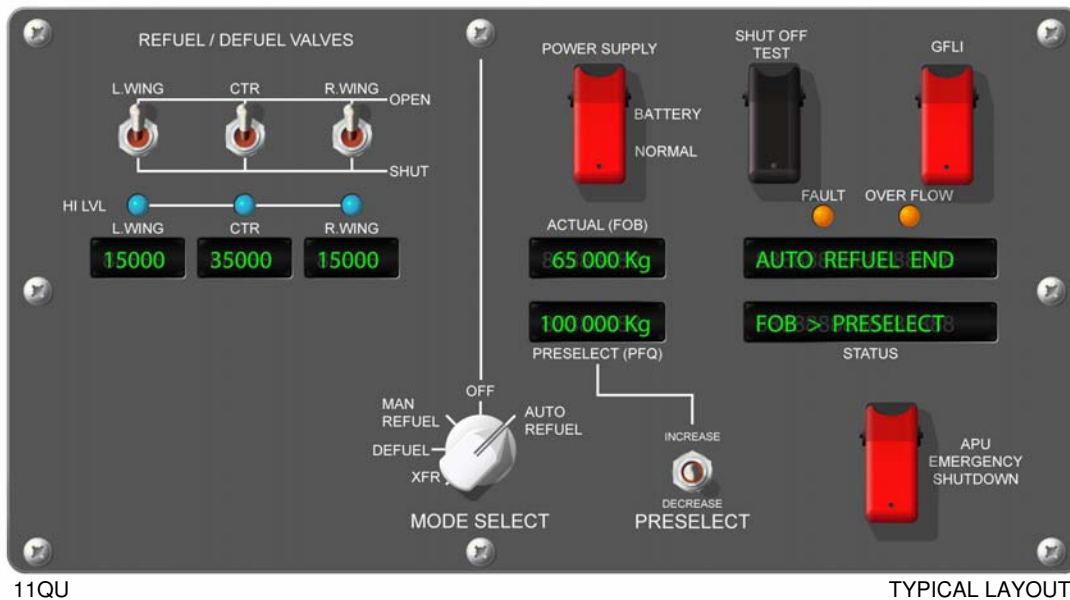 REFUEL / DEFUEL VALVES
L.WING
CTR
R.WING
OPEN
SHUT
HI LVL
L.WING
CTR
R.WING
15000
35000
15000
POWER SUPPLY
BATTERY
NORMAL
SHUT OFF
TEST
GFLI
FAULT
OVER FLOW
ACTUAL (FOB)
65 000 Kg
AUTO REFUEL END
100 000 Kg
FOB > PRESELECT
PRESELECT (PFQ)
STATUS
OFF
MAN
REFUEL
AUTO
REFUEL
DEFUEL
XFR
MODE SELECT
INCREASE
DECREASE
PRESELECT
APU
EMERGENCY
SHUTDOWN
11QU
TYPICAL LAYOUT